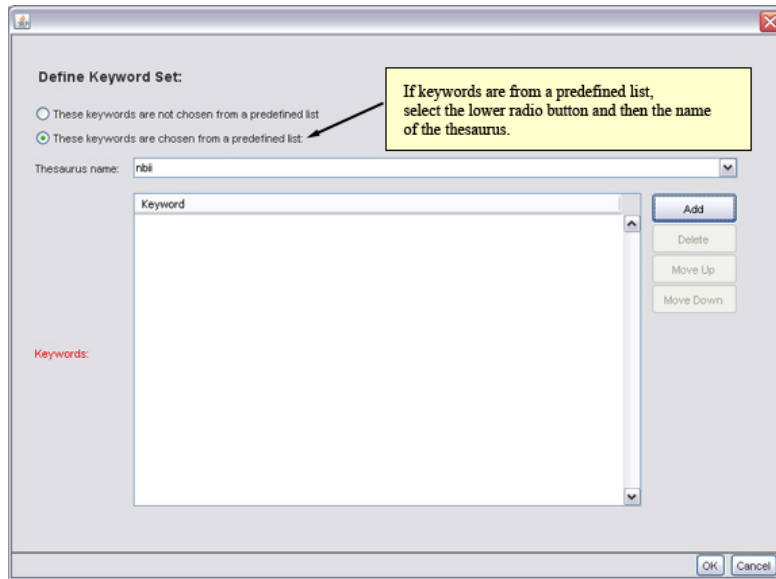 Define Keyword Set:
If keywords are from a predefined list,
select the lower radio button and then the name
of the thesaurus.
These keywords are not chosen from a predefined list
These keywords are chosen from a predefined list:
Thesaurus name:
nbii
Keyword
Add
Delete
Move Up
Move Down
Keywords:
OK
Cancel